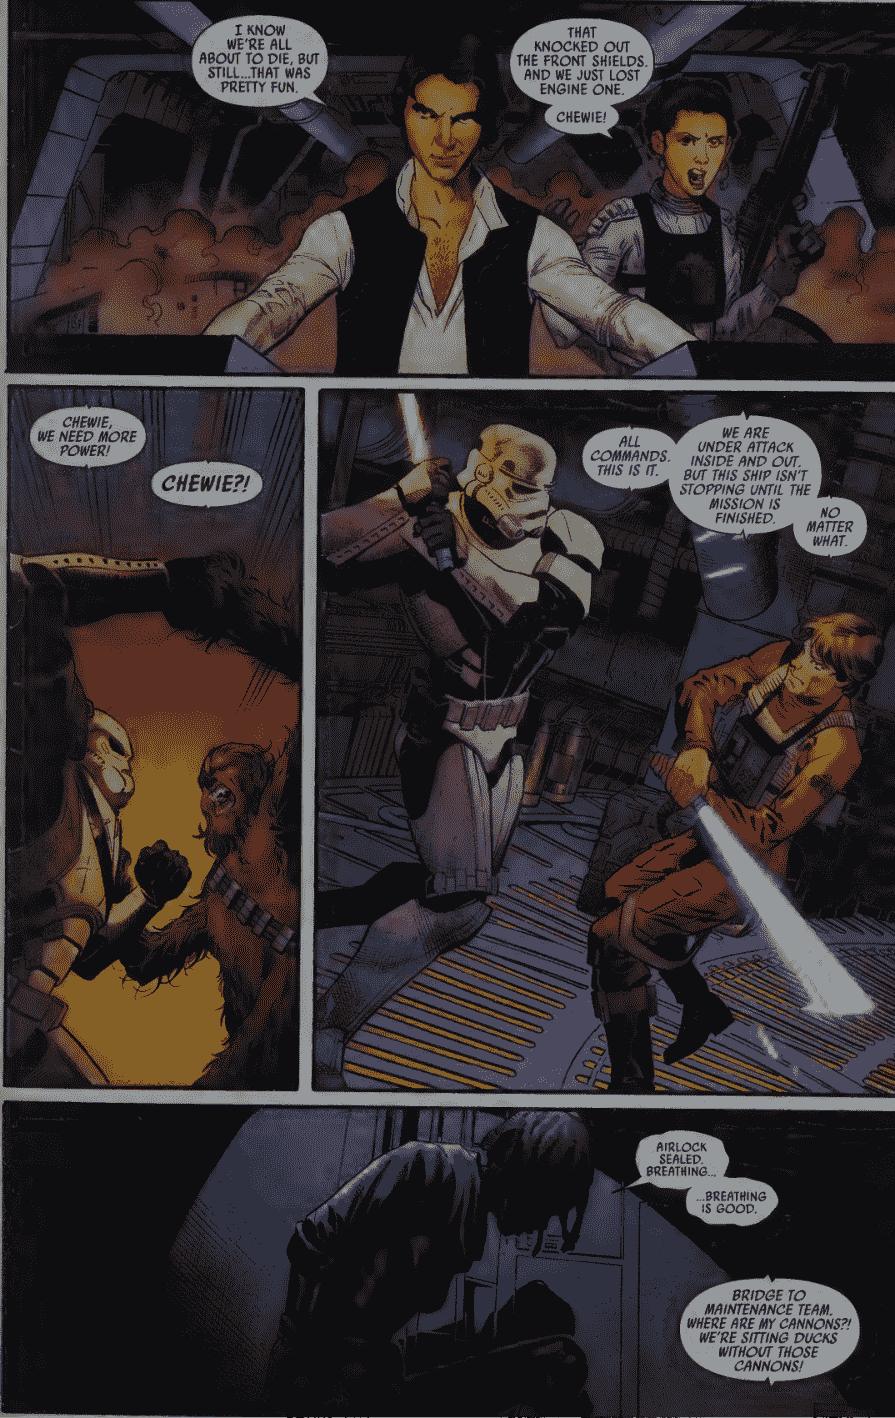 I KNOW
WE'RE ALL
ABOUT TO DIE, BUT
STILL...THAT WAS
PRETTY FUN.
THAT
KNOCKED OUT
THE FRONT SHIELDS.
AND WE JUST LOST
ENGINE ONE.
CHEWIE!
CHEWIE,
WE NEED MORE
POWER!
CHEWIE?!
ALL
COMMANDS.
THIS IS IT.
WE ARE
UNDER ATTACK
INSIDE AND OUT.
BUT THIS SHIP ISN'T
STOPPING UNTIL THE
MISSION IS
FINISHED.
NO
MATTER
WHAT.
AIRLOCK
SEALED.
BREATHING...
...BREATHING
IS GOOD.
BRIDGE TO
MAINTENANCE TEAM.
WHERE ARE MY CANNONS?!
WE'RE SITTING DUCKS
WITHOUT THOSE
CANNONS!